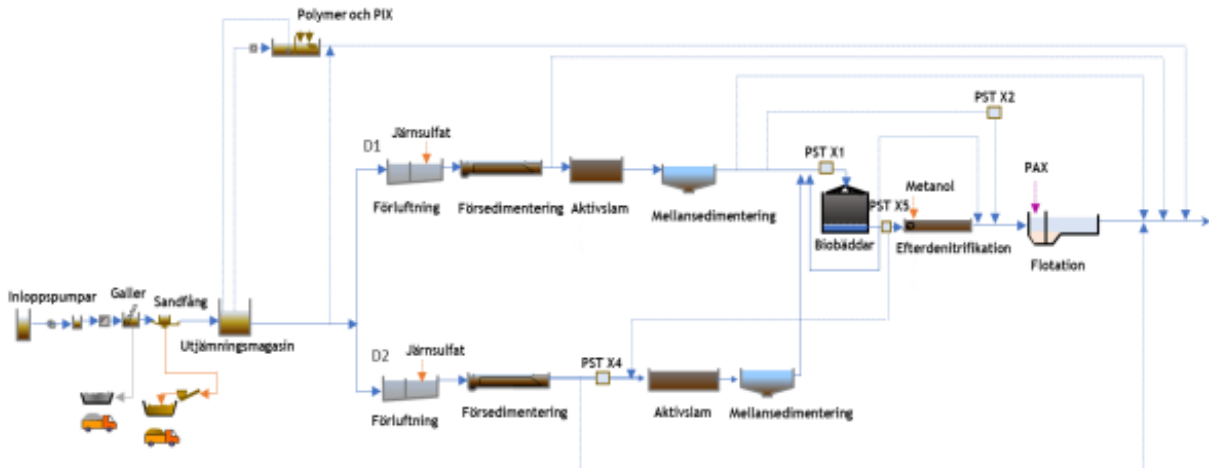 Polymer och PIX
PST X2
Järnsulfat
D1
PST X1
PAX
Metanol
PST X5
Förluftning
Försedimentering
Aktivslam
Mellansedimentering
Biobäddar
Efterdenitrifikation
Flotation
Inloppspumpar
Galler
Sandfång
Utjämningsmagasin
D2
Järnsulfat
PST X4
Förluftning
Försedimentering
Aktivslam
Mellansedimentering